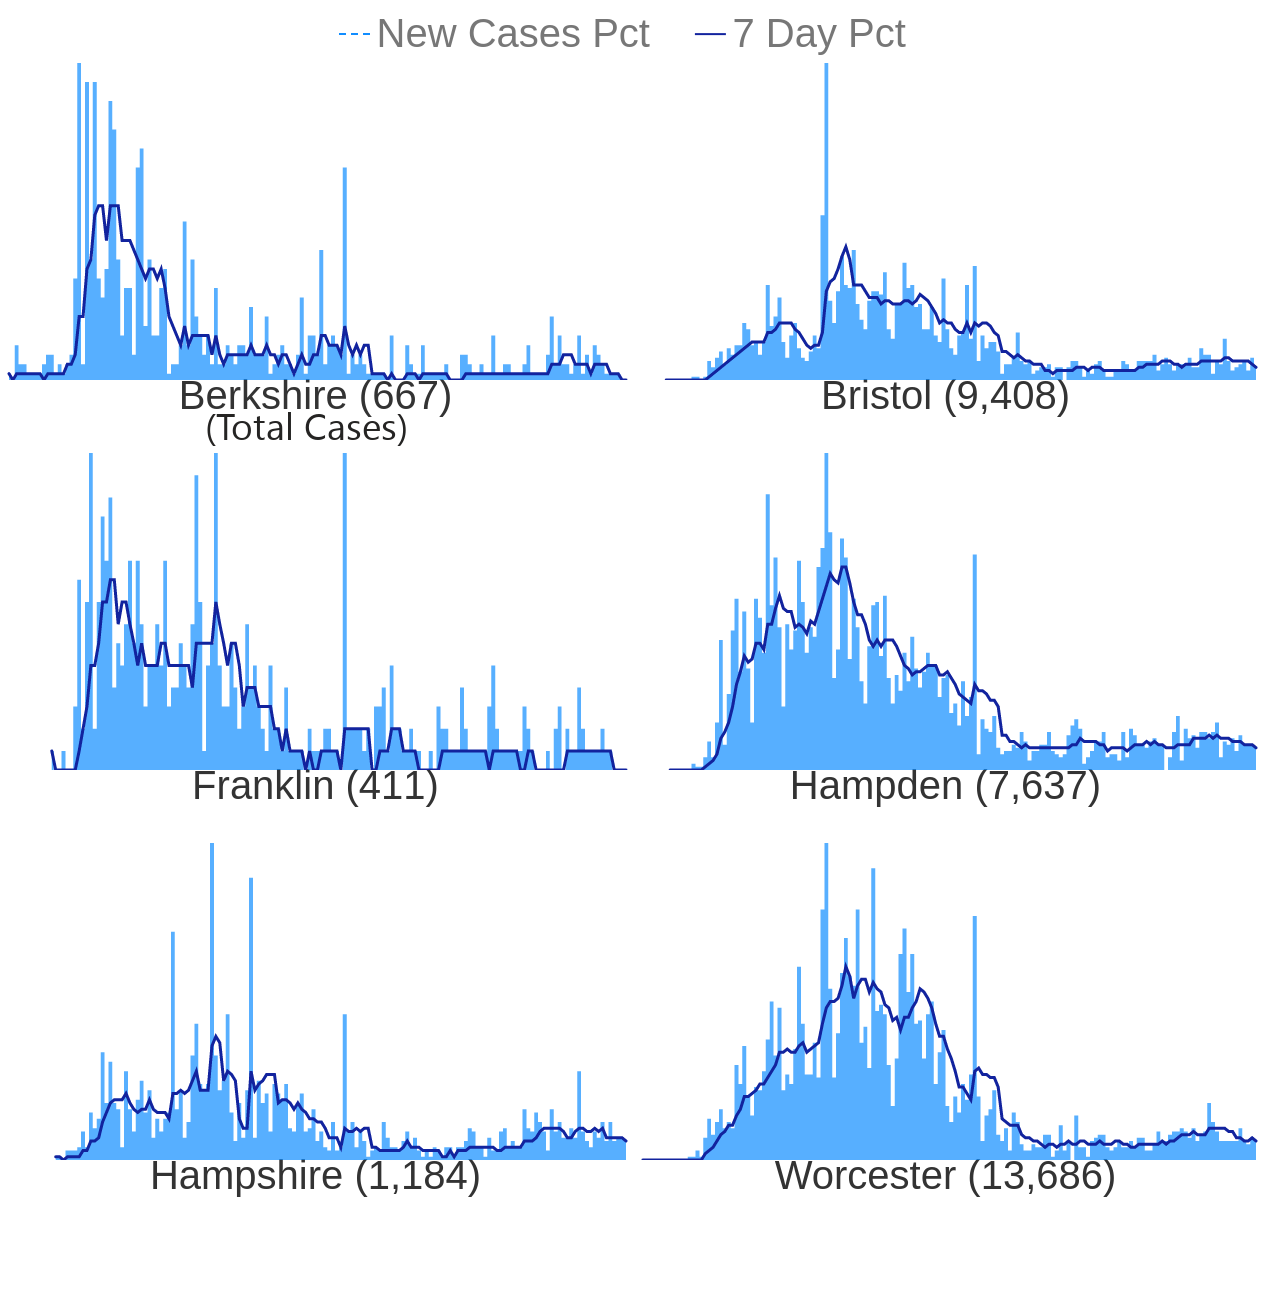 New Cases Pct 7 Day Pct
Berkshire (667) Bristol (9,408)
(Total Cases)
Franklin (411) Hampden (7,637)
Hampshire (1,184) Worcester (13,686)